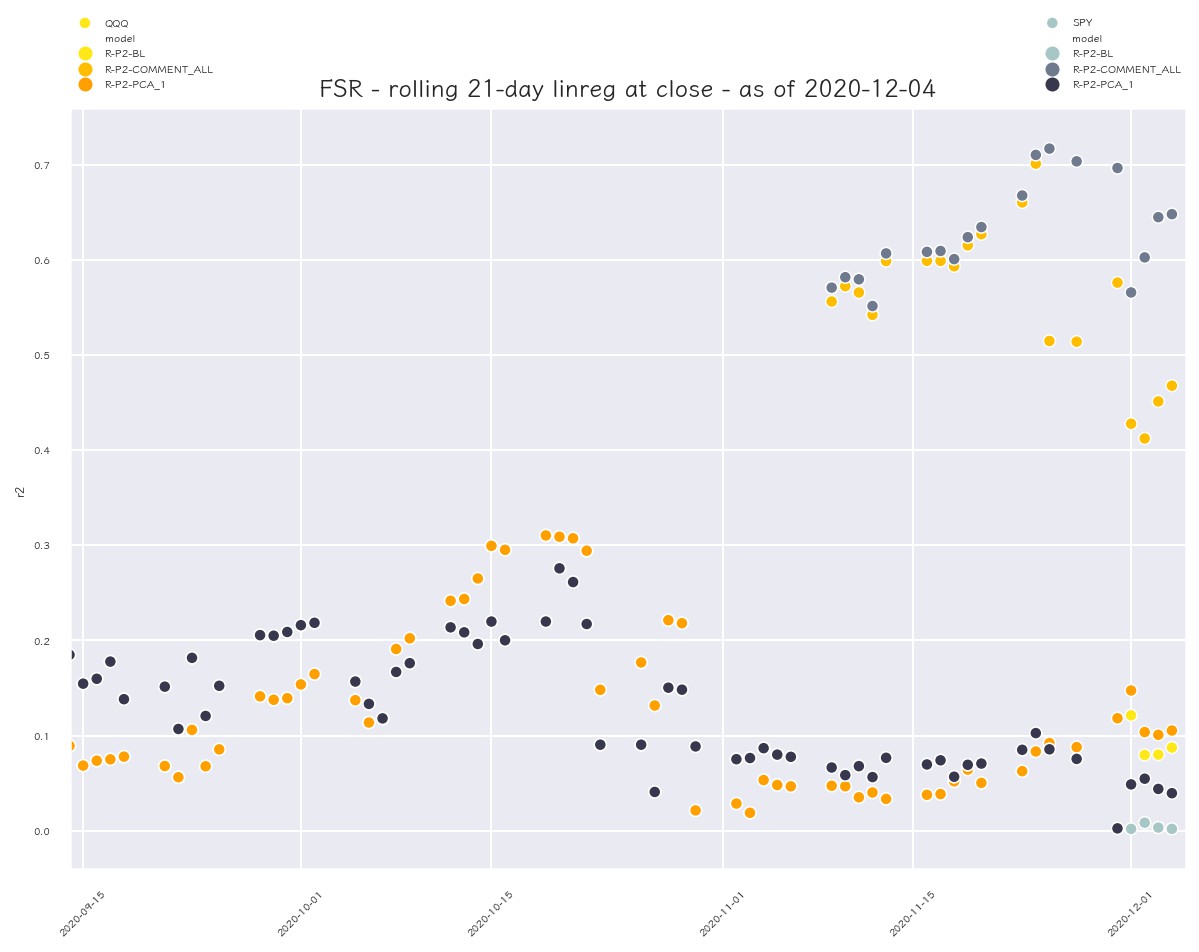 QQQ
model
R-P2-BL
R-P2-COMMENT_ALL
R-P2-PCA_1
SPY
model
R-P2-BL
R-P2-COMMENT_ALL
R-P2-PCA_1
FSR - rolling 21-day linreg at close - as of 2020-12-04
0.7
0.6
0.5
0.4
r2
0.3
0.2
0.1
0.0
2020-09-15
2020-10-01
2020-10-15
2020-11-01
2020-11-15
2020-12-01